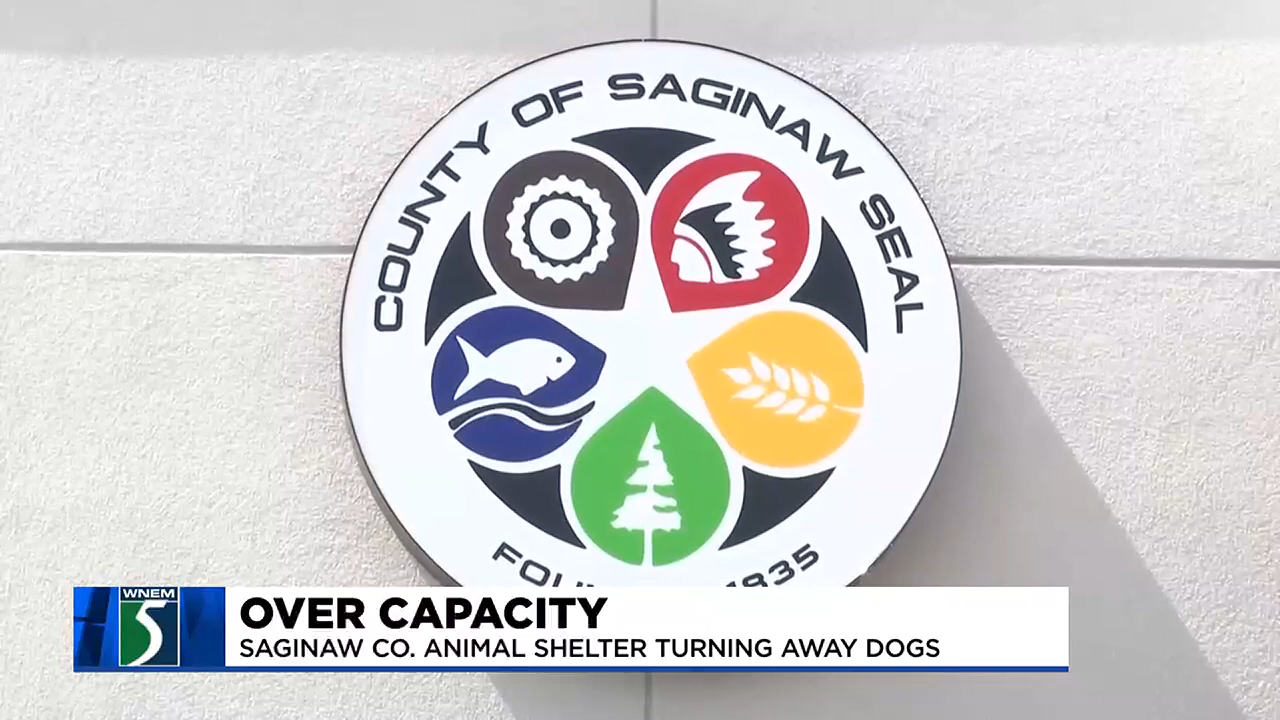 COUNTY OF SAGINAW SEAL
WNEM
5
OVER CAPACITY
SAGINAW CO. ANIMAL SHELTER TURNING AWAY DOGS